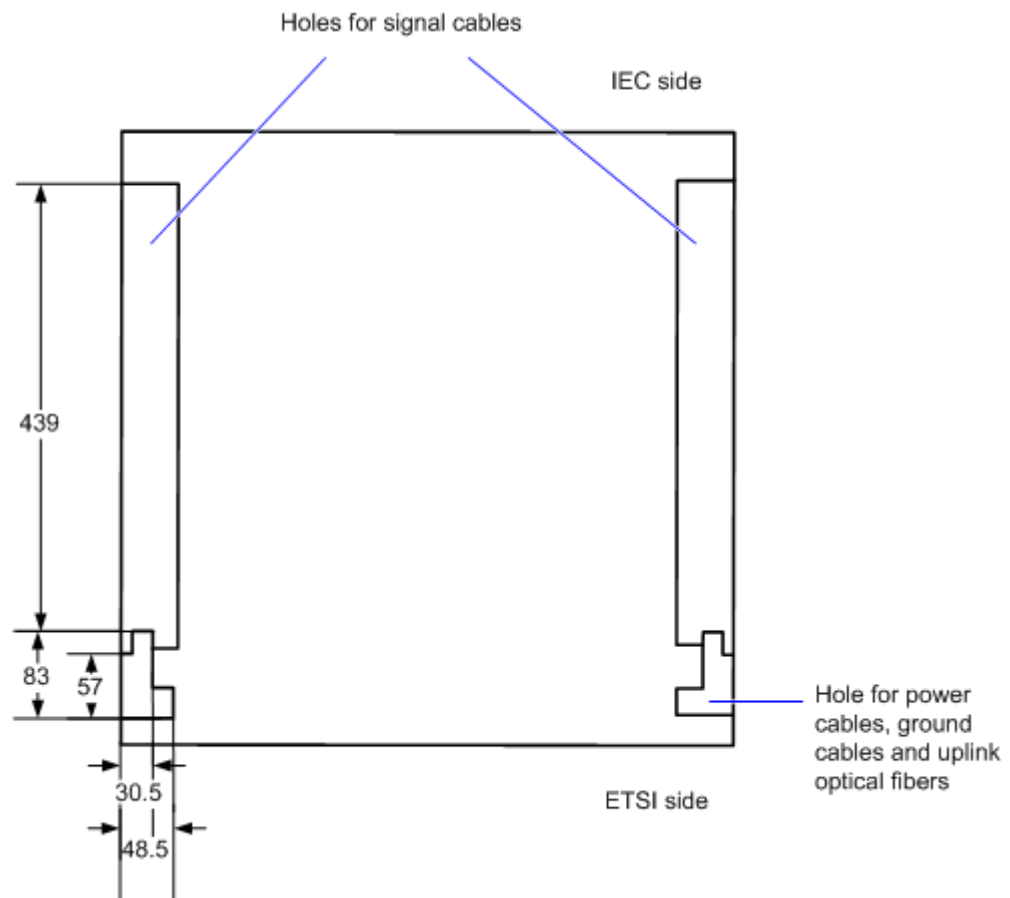 Holes for signal cables
IEC side
439
83
57
30.5
48.5
Hole for power
cables, ground
cables and uplink
optical fibers
ETSI side